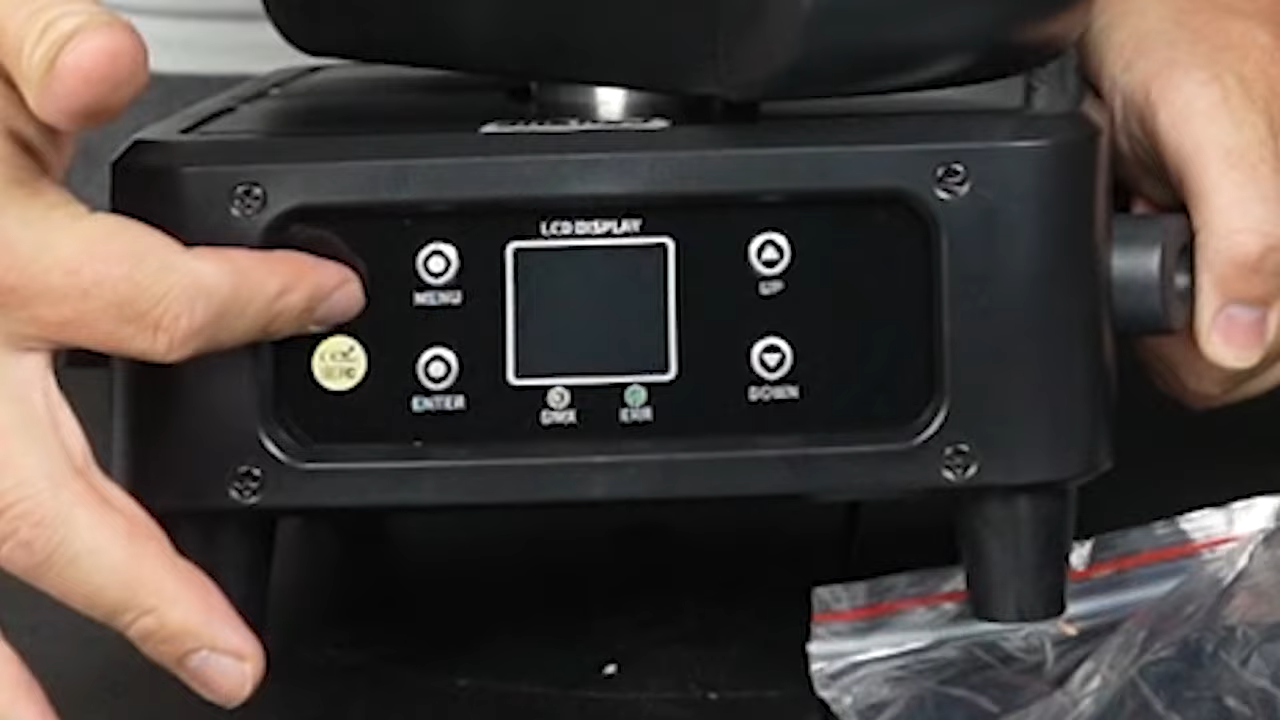 LCD DISPLAY
MENU
UP
ENTER
DOWN
DMX
ERR